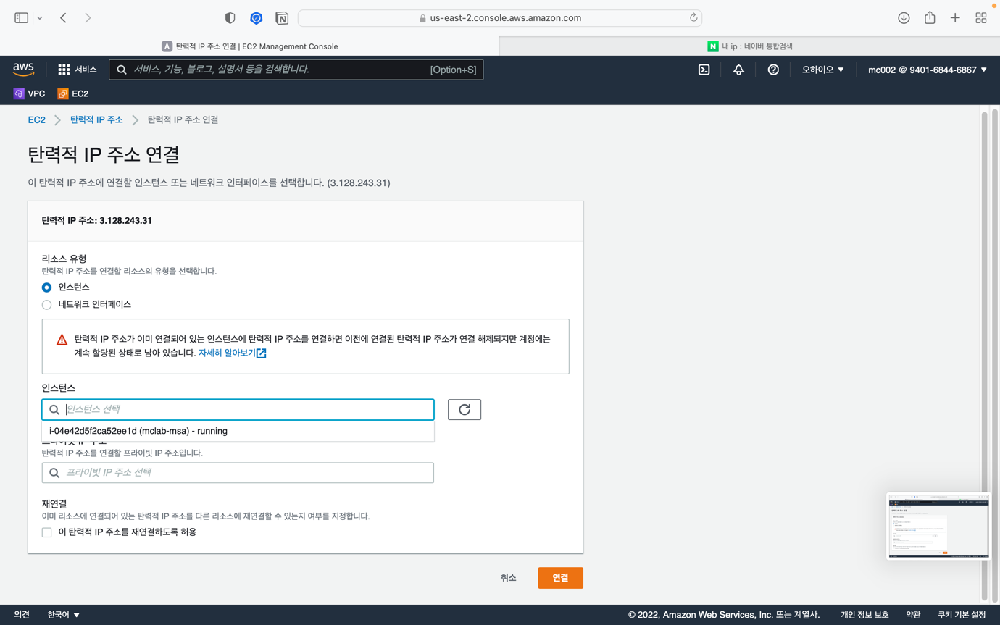 us-east-2.console.aws.amazon.com
A 탄력적 IP 주소 연결 | EC2 Management Console
N 내 ip : 네이버 통합검색
aws 서비스 서비스, 기능, 블로그, 설명서 등을 검색합니다. [Option+S] 오하이오 ▼ mc002 @ 9401-6844-6867 ▼
VPC EC2
EC2 > 탄력적 IP 주소 > 탄력적 IP 주소 연결
탄력적 IP 주소 연결
이 탄력적 IP 주소에 연결할 인스턴스 또는 네트워크 인터페이스를 선택합니다. (3.128.243.31)
탄력적 IP 주소: 3.128.243.31
리소스 유형
탄력적 IP 주소를 연결할 리소스의 유형을 선택합니다.
인스턴스
네트워크 인터페이스
탄력적 IP 주소가 이미 연결되어 있는 인스턴스에 탄력적 IP 주소를 연결하면 이전에 연결된 탄력적 IP 주소가 연결 해제되지만 계정에는
계속 할당된 상태로 남아 있습니다. 자세히 알아보기
인스턴스
인스턴스 선택
i-04e42d5f2ca52ee1d (mclab-msa) - running
프라이빗 IP 주소
탄력적 IP 주소를 연결할 프라이빗 IP 주소입니다.
프라이빗 IP 주소 선택
재연결
이미 리소스에 연결되어 있는 탄력적 IP 주소를 다른 리소스에 재연결할 수 있는지 여부를 지정합니다.
이 탄력적 IP 주소를 재연결하도록 허용
취소 연결
의견 한국어 ▼ © 2022, Amazon Web Services, Inc. 또는 계열사. 개인 정보 보호 약관 쿠키 기본 설정